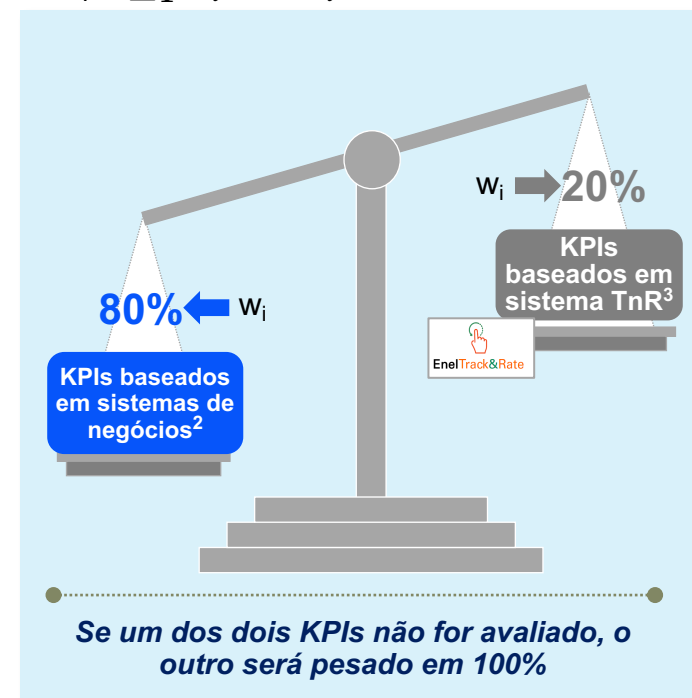 wi 20%
KPIs
baseados em
sistema TnR3
80% wi
EnelTrack&Rate
KPIs baseados
em sistemas de
negócios2
Se um dos dois KPIs não for avaliado, o
outro será pesado em 100%